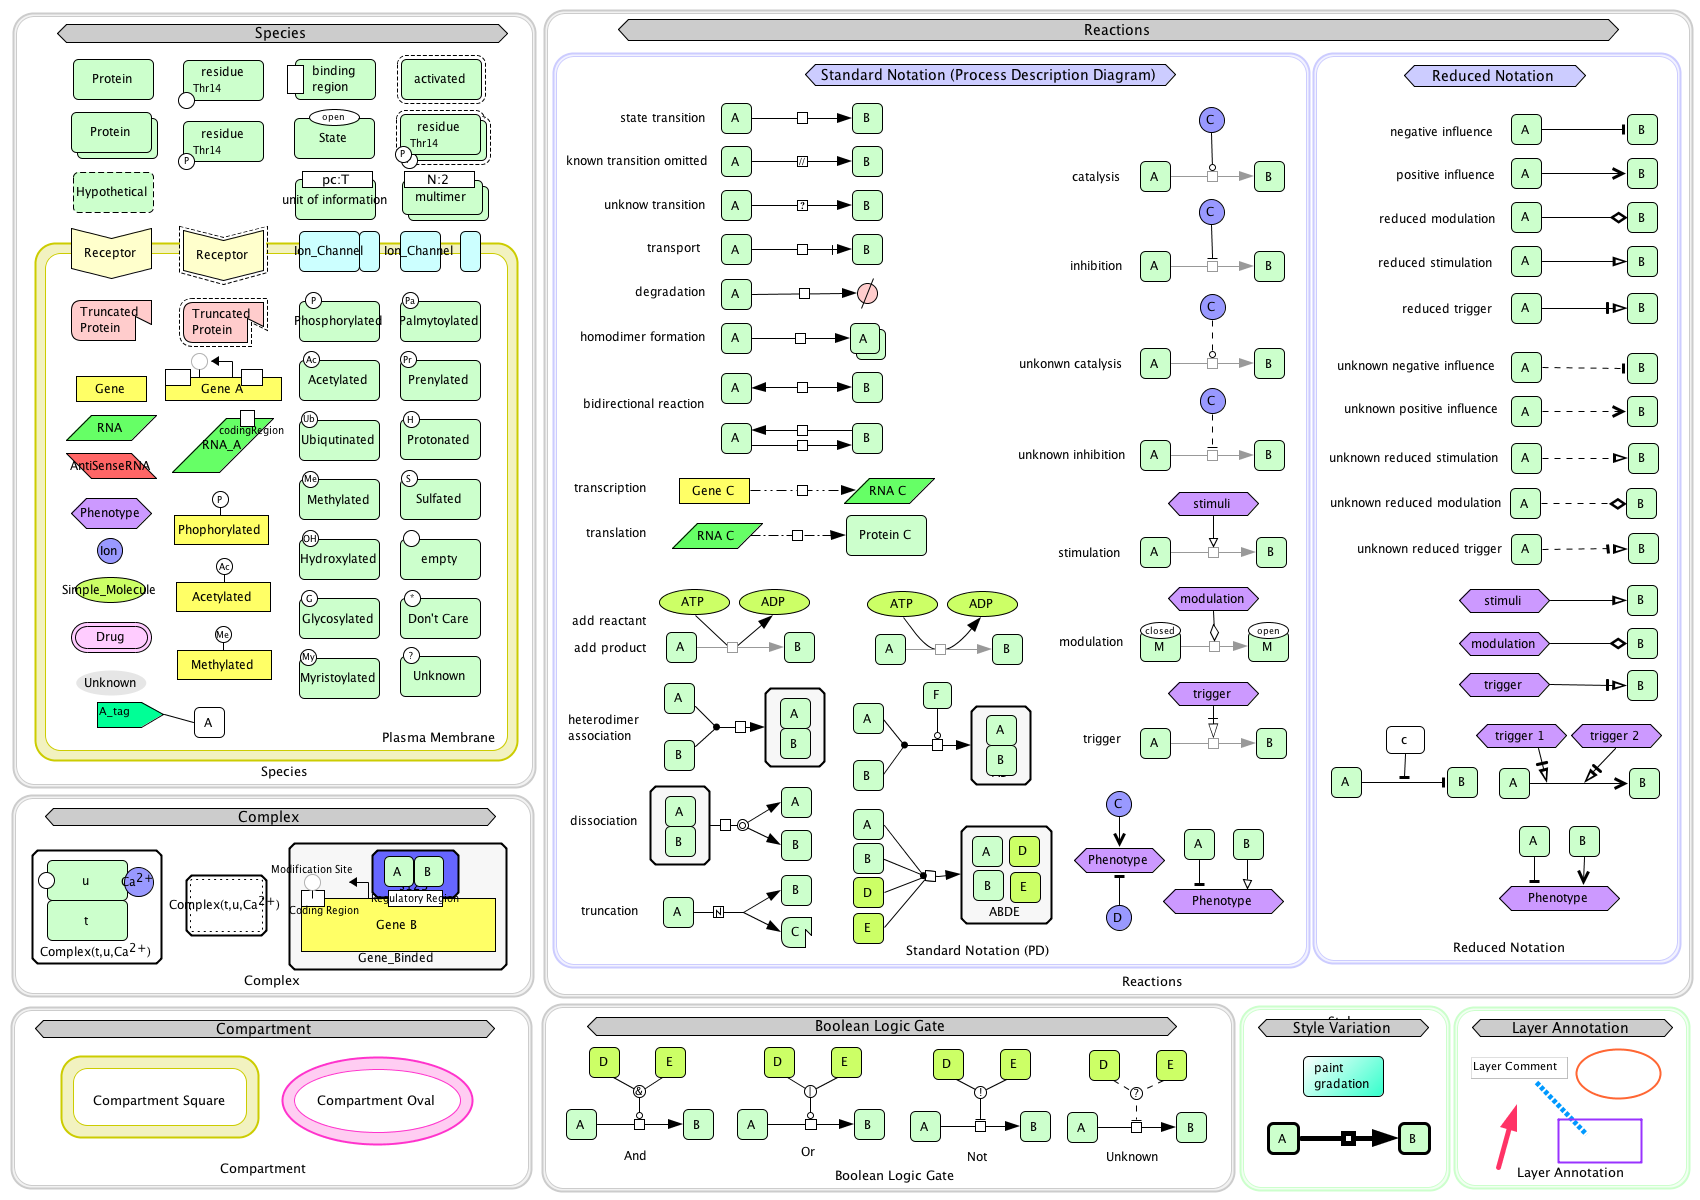 Species
Protein
residue
Thr14
binding
region
activated
Protein
residue
Thr14
P
open
State
residue
Thr14
P
Hypothetical
pc:T
unit of information
N:2
multimer
Receptor
Receptor
Ion_Channel
Ion_Channel
Truncated
Protein
Truncated
Protein
P
Phosphorylated
Pa
Palmytoylated
Gene
Gene A
Ac
Acetylated
Pr
Prenylated
RNA
codingRegion
RNA_A
Ub
Ubiqutinated
H
Protonated
AntiSenseRNA
Me
Methylated
S
Sulfated
Phenotype
P
Phophorylated
Ion
OH
Hydroxylated
empty
Simple_Molecule
Ac
Acetylated
G
Glycosylated
*
Don't Care
Drug
Me
Methylated
My
Myristoylated
?
Unknown
Unknown
A_tag
A
Plasma Membrane
Species
Complex
u
Ca2+
t
Complex(t,u,Ca2+)
Complex(t,u,Ca2+)
Modification Site
A
B
Regulatory Region
Coding Region
Gene B
Gene_Binded
Complex
Compartment
Compartment Square
Compartment Oval
Compartment
Reactions
Standard Notation (Process Description Diagram)
state transition
A
B
known transition omitted
A
//
B
unknow transition
A
?
B
transport
A
B
degradation
A
homodimer formation
A
A
bidirectional reaction
A
B
A
B
transcription
Gene C
RNA C
translation
RNA C
Protein C
add reactant
add product
ATP
ADP
A
B
ATP
ADP
A
B
heterodimer
association
A
B
A
B
F
A
B
A
B
dissociation
A
B
A
B
A
B
D
E
A
D
B
E
ABDE
truncation
A
N
B
C
Standard Notation (PD)
C
catalysis
A
B
C
inhibition
A
B
C
unkonwn catalysis
A
B
C
unknown inhibition
A
B
stimuli
stimulation
A
B
modulation
modulation
closed
M
open
M
trigger
trigger
A
B
C
Phenotype
D
A
B
Phenotype
Reduced Notation
negative influence
A
B
positive influence
A
B
reduced modulation
A
B
reduced stimulation
A
B
reduced trigger
A
B
unknown negative influence
A
B
unknown positive influence
A
B
unknown reduced stimulation
A
B
unknown reduced modulation
A
B
unknown reduced trigger
A
B
stimuli
B
modulation
B
trigger
B
c
A
B
trigger 1
trigger 2
A
B
A
B
Phenotype
Reduced Notation
Reactions
Boolean Logic Gate
D
E
&
A
B
And
D
E
A
B
Or
D
E
!
A
B
Not
D
E
?
A
B
Unknown
Boolean Logic Gate
Style Variation
paint
gradation
A
B
Layer Annotation
Layer Comment
Layer Annotation